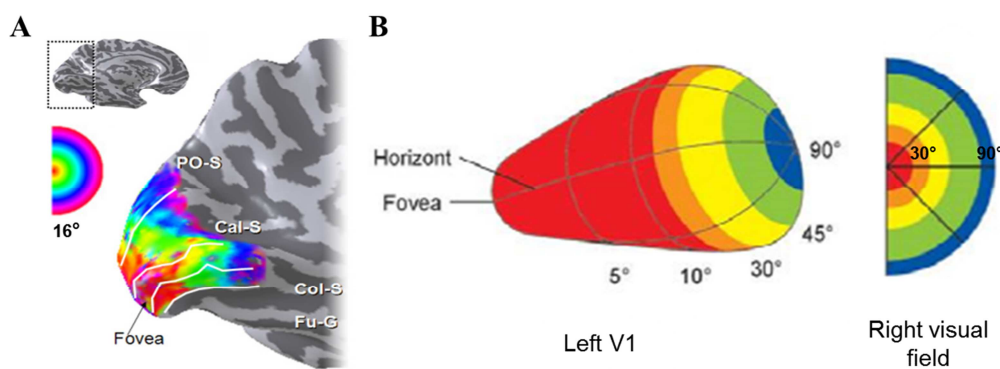 A
PO-S
16°
Cal-S
Col-S
Fu-G
Fovea
B
Horizont
Fovea
90°
45°
30°
10°
5°
Left V1
30°
90°
Right visual
field